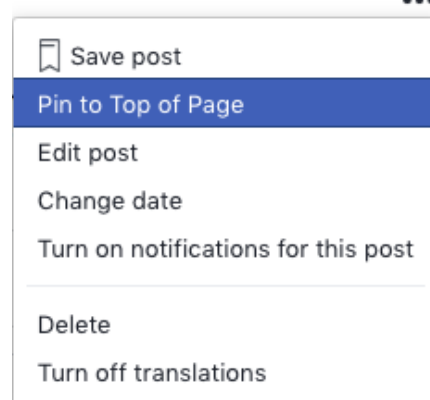 Save post
Pin to Top of Page
Edit post
Change date
Turn on notifications for this post
Delete
Turn off translations